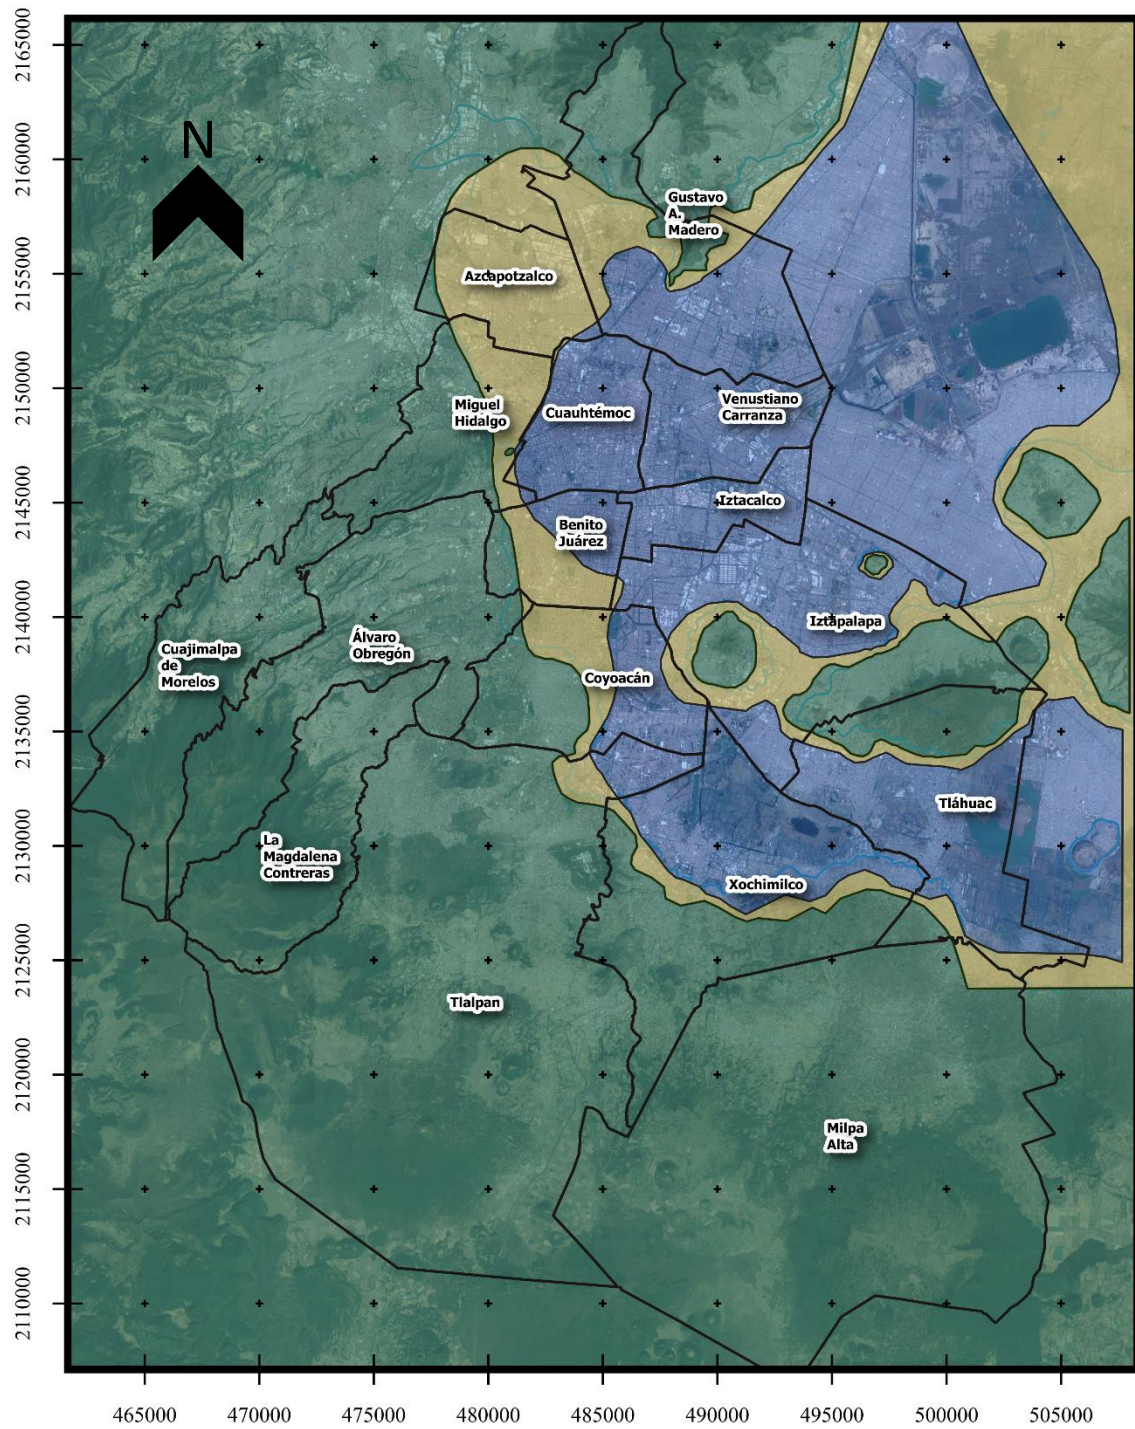 2165000
2160000
2155000
2150000
2145000
2140000
2135000
2130000
2125000
2120000
2115000
2110000
N
Gustavo
A.
Madero
Azcapotzalco
Miguel
Hidalgo
Cuauhtémoc
Venustiano
Carranza
Iztacalco
Benito
Juárez
Iztapalapa
Cuajimalpa
de
Morelos
Álvaro
Obregón
Coyoacán
Tláhuac
La
Magdalena
Contreras
Xochimilco
Tlalpan
Milpa
Alta
465000 470000 475000 480000 485000 490000 495000 500000 505000